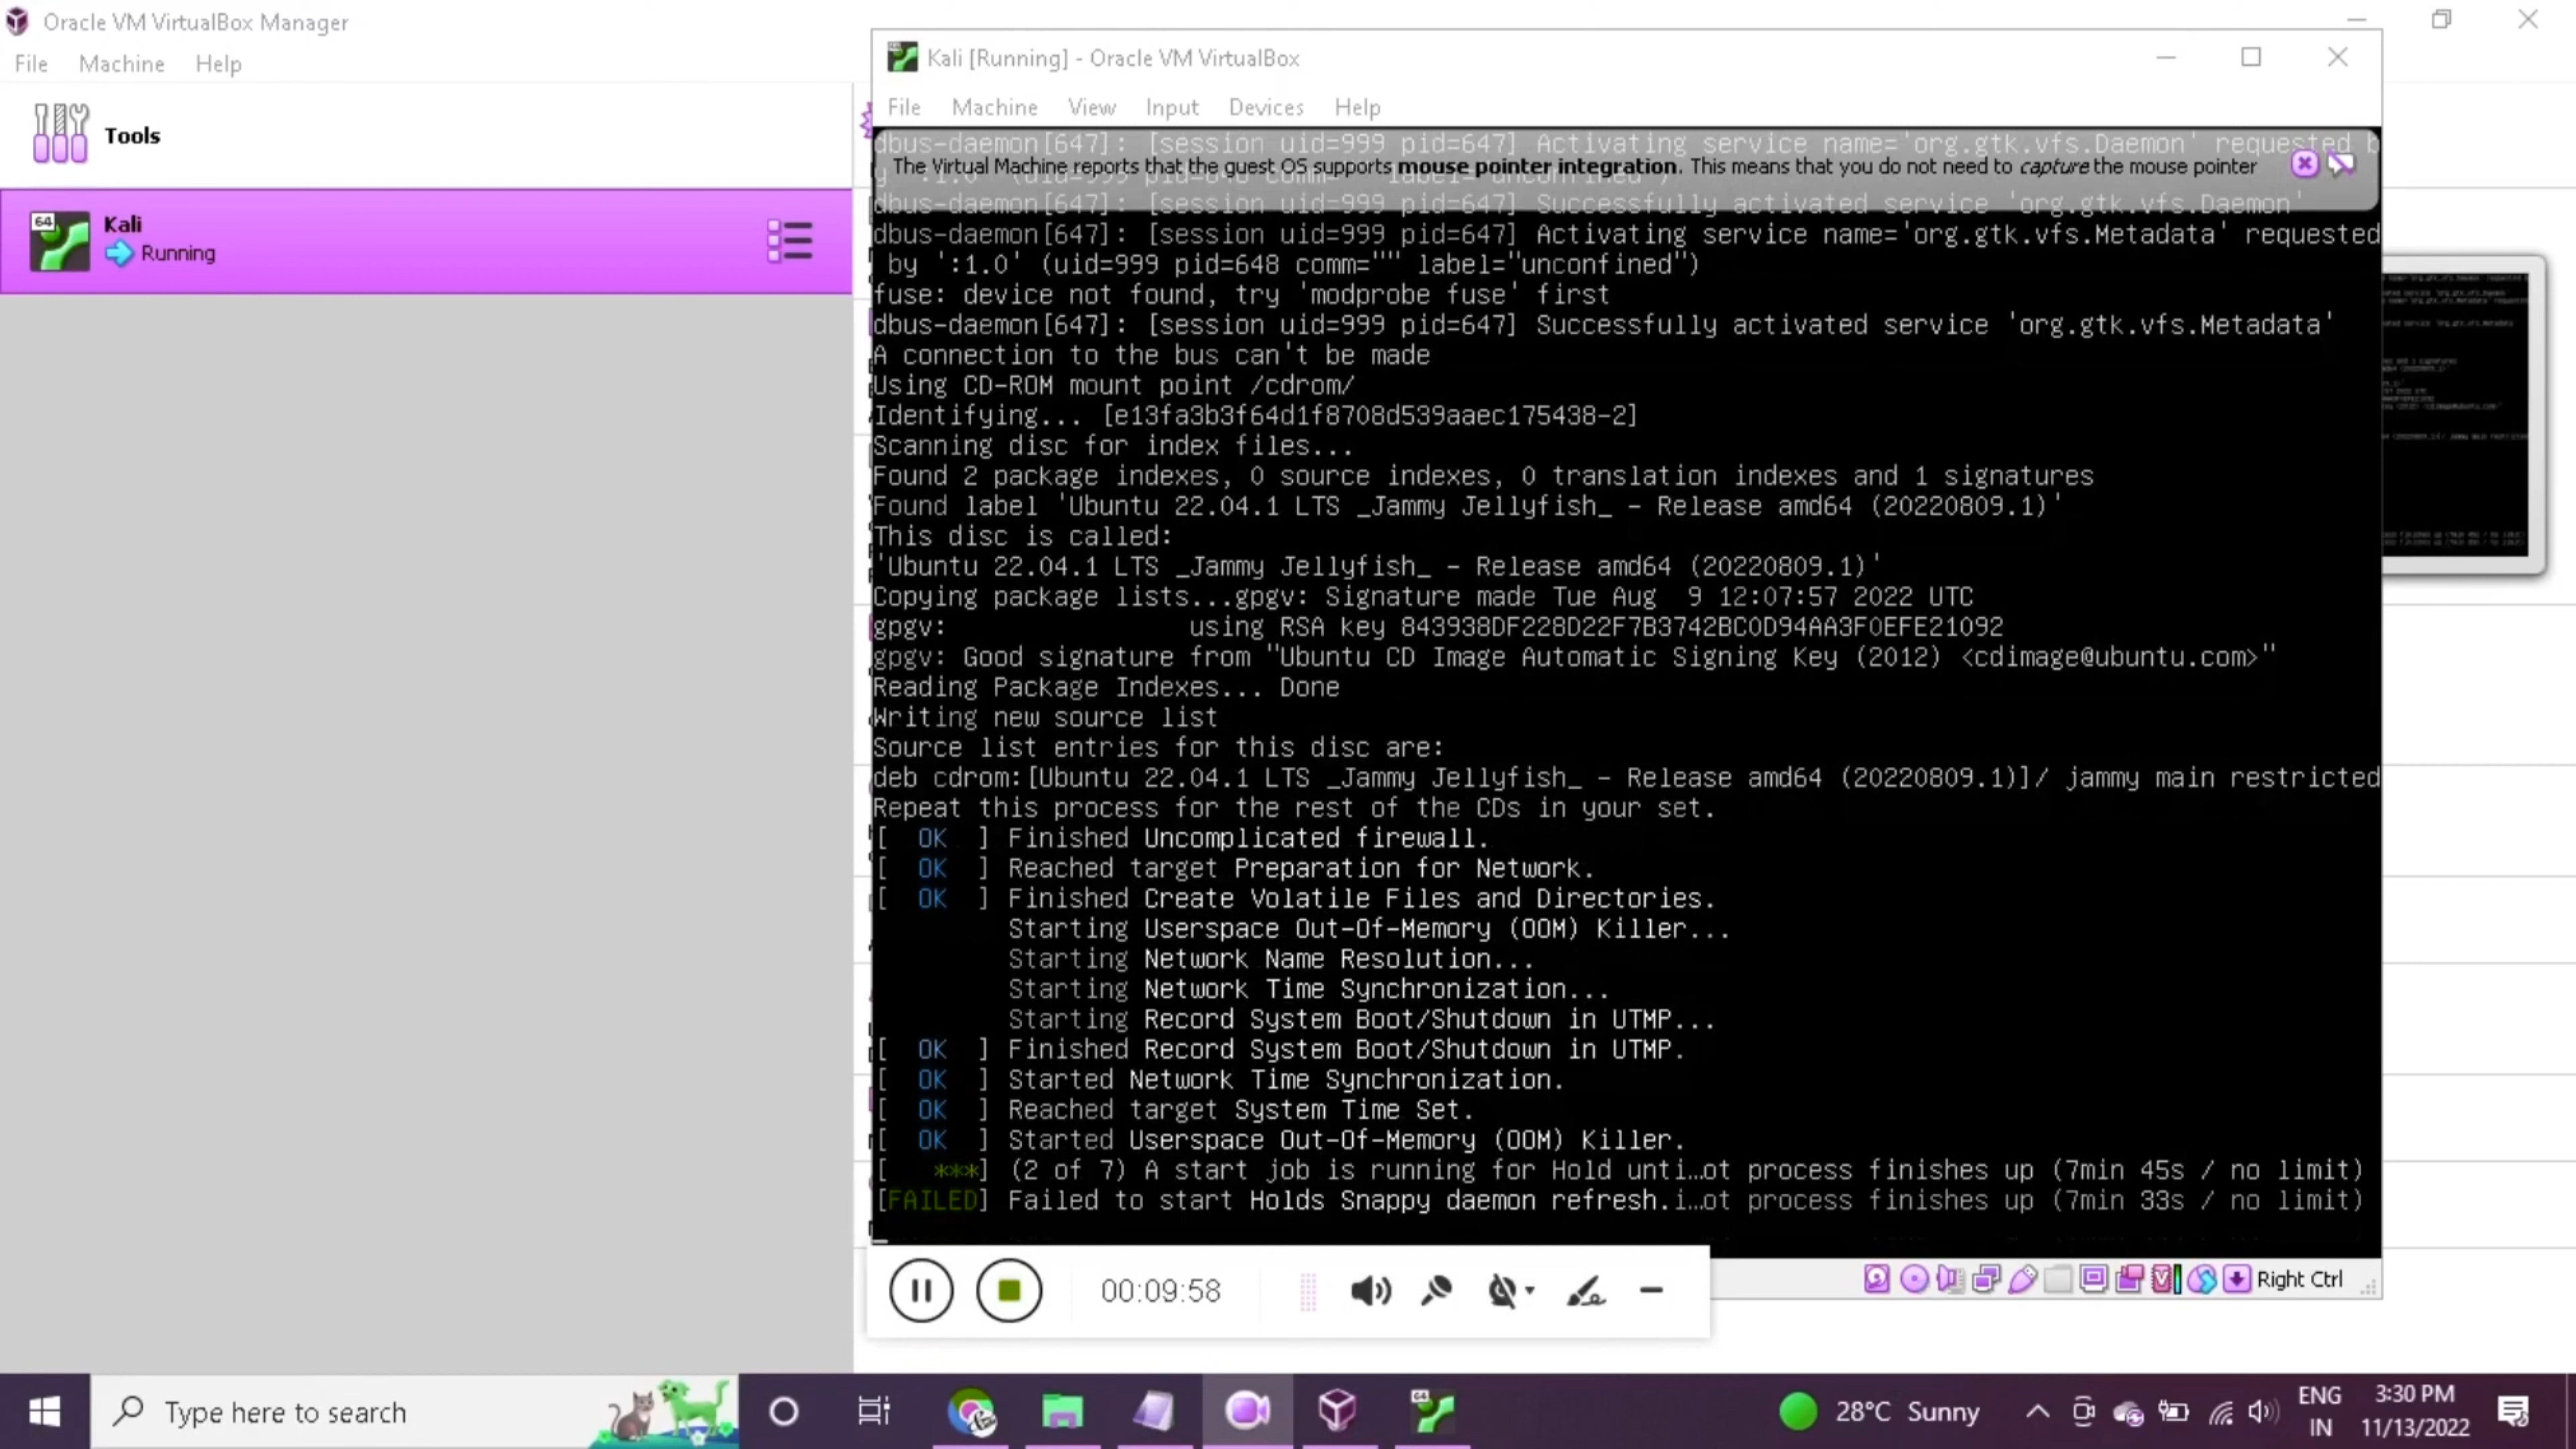 Oracle VM VirtualBox Manager
File Machine Help
Tools
64 Kali
Running
Kali [Running] - Oracle VM VirtualBox
File Machine View Input Devices Help
dbus-daemon[647]: [session uid=999 pid=647] Activating service name='org.gtk.vfs.Daemon' requested b
The Virtual Machine reports that the guest OS supports mouse pointer integration. This means that you do not need to capture the mouse pointer
dbus-daemon[647]: [session uid=999 pid=647] Successfully activated service 'org.gtk.vfs.Daemon'
dbus-daemon[647]: [session uid=999 pid=647] Activating service name='org.gtk.vfs.Metadata' requested
by ':1.0' (uid=999 pid=648 comm="" label="unconfined")
fuse: device not found, try 'modprobe fuse' first
dbus-daemon[647]: [session uid=999 pid=647] Successfully activated service 'org.gtk.vfs.Metadata'
A connection to the bus can't be made
Using CD-ROM mount point /cdrom/
Identifying... [e13fa3b3f64d1f8708d539aaec175438-2]
Scanning disc for index files...
Found 2 package indexes, 0 source indexes, 0 translation indexes and 1 signatures
Found label 'Ubuntu 22.04.1 LTS _Jammy Jellyfish_ - Release amd64 (20220809.1)'
This disc is called:
'Ubuntu 22.04.1 LTS _Jammy Jellyfish_ - Release amd64 (20220809.1)'
Copying package lists...gpgv: Signature made Tue Aug  9 12:07:57 2022 UTC
gpgv:                using RSA key 843938DF228D22F7B3742BC0D94AA3F0EFE21092
gpgv: Good signature from "Ubuntu CD Image Automatic Signing Key (2012) <cdimage@ubuntu.com>"
Reading Package Indexes... Done
Writing new source list
Source list entries for this disc are:
deb cdrom:[Ubuntu 22.04.1 LTS _Jammy Jellyfish_ - Release amd64 (20220809.1)]/ jammy main restricted
Repeat this process for the rest of the CDs in your set.
[  OK  ] Finished Uncomplicated firewall.
[  OK  ] Reached target Preparation for Network.
[  OK  ] Finished Create Volatile Files and Directories.
Starting Userspace Out-Of-Memory (OOM) Killer...
Starting Network Name Resolution...
Starting Network Time Synchronization...
Starting Record System Boot/Shutdown in UTMP...
[  OK  ] Finished Record System Boot/Shutdown in UTMP.
[  OK  ] Started Network Time Synchronization.
[  OK  ] Reached target System Time Set.
[  OK  ] Started Userspace Out-Of-Memory (OOM) Killer.
[   ***] (2 of 7) A start job is running for Hold unti…ot process finishes up (7min 45s / no limit)
[FAILED] Failed to start Holds Snappy daemon refresh.i…ot process finishes up (7min 33s / no limit)
00:09:58
Right Ctrl
Type here to search
64
28°C Sunny
ENG
IN
3:30 PM
11/13/2022